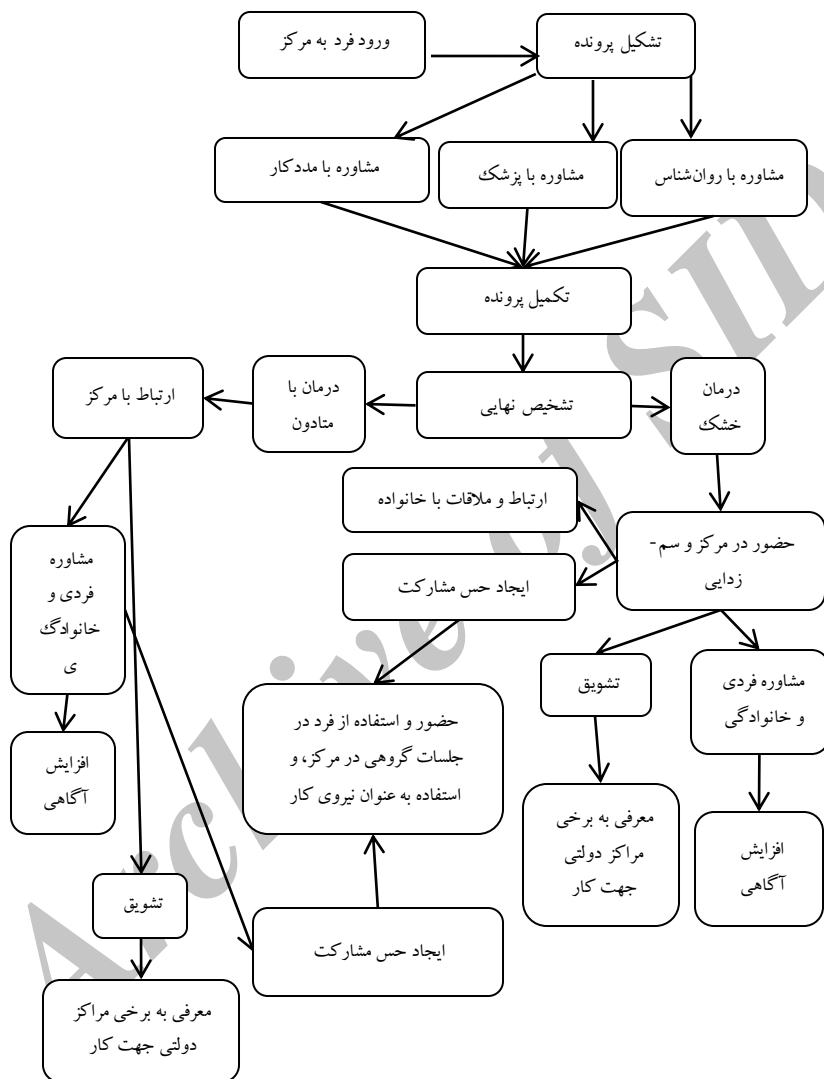 ورود فرد به مرکز
تشکیل پرونده
مشاوره با روان‌شناس
مشاوره با پزشک
مشاوره با مددکار
تکمیل پرونده
تشخیص نهایی
درمان
خشک
درمان با
متادون
ارتباط با مرکز
ارتباط و ملاقات با خانواده
حضور در مرکز و سم-
زدایی
ایجاد حس مشارکت
مشاوره
فردی و
خانوادگ
ی
تشویق
مشاوره فردی
و خانوادگی
حضور و استفاده از فرد در
جلسات گروهی در مرکز، و
استفاده به عنوان نیروی کار
افزایش
آگاهی
معرفی به برخی
مراکز دولتی
جهت کار
افزایش
آگاهی
تشویق
ایجاد حس مشارکت
معرفی به برخی مراکز
دولتی جهت کار
Archive of SID